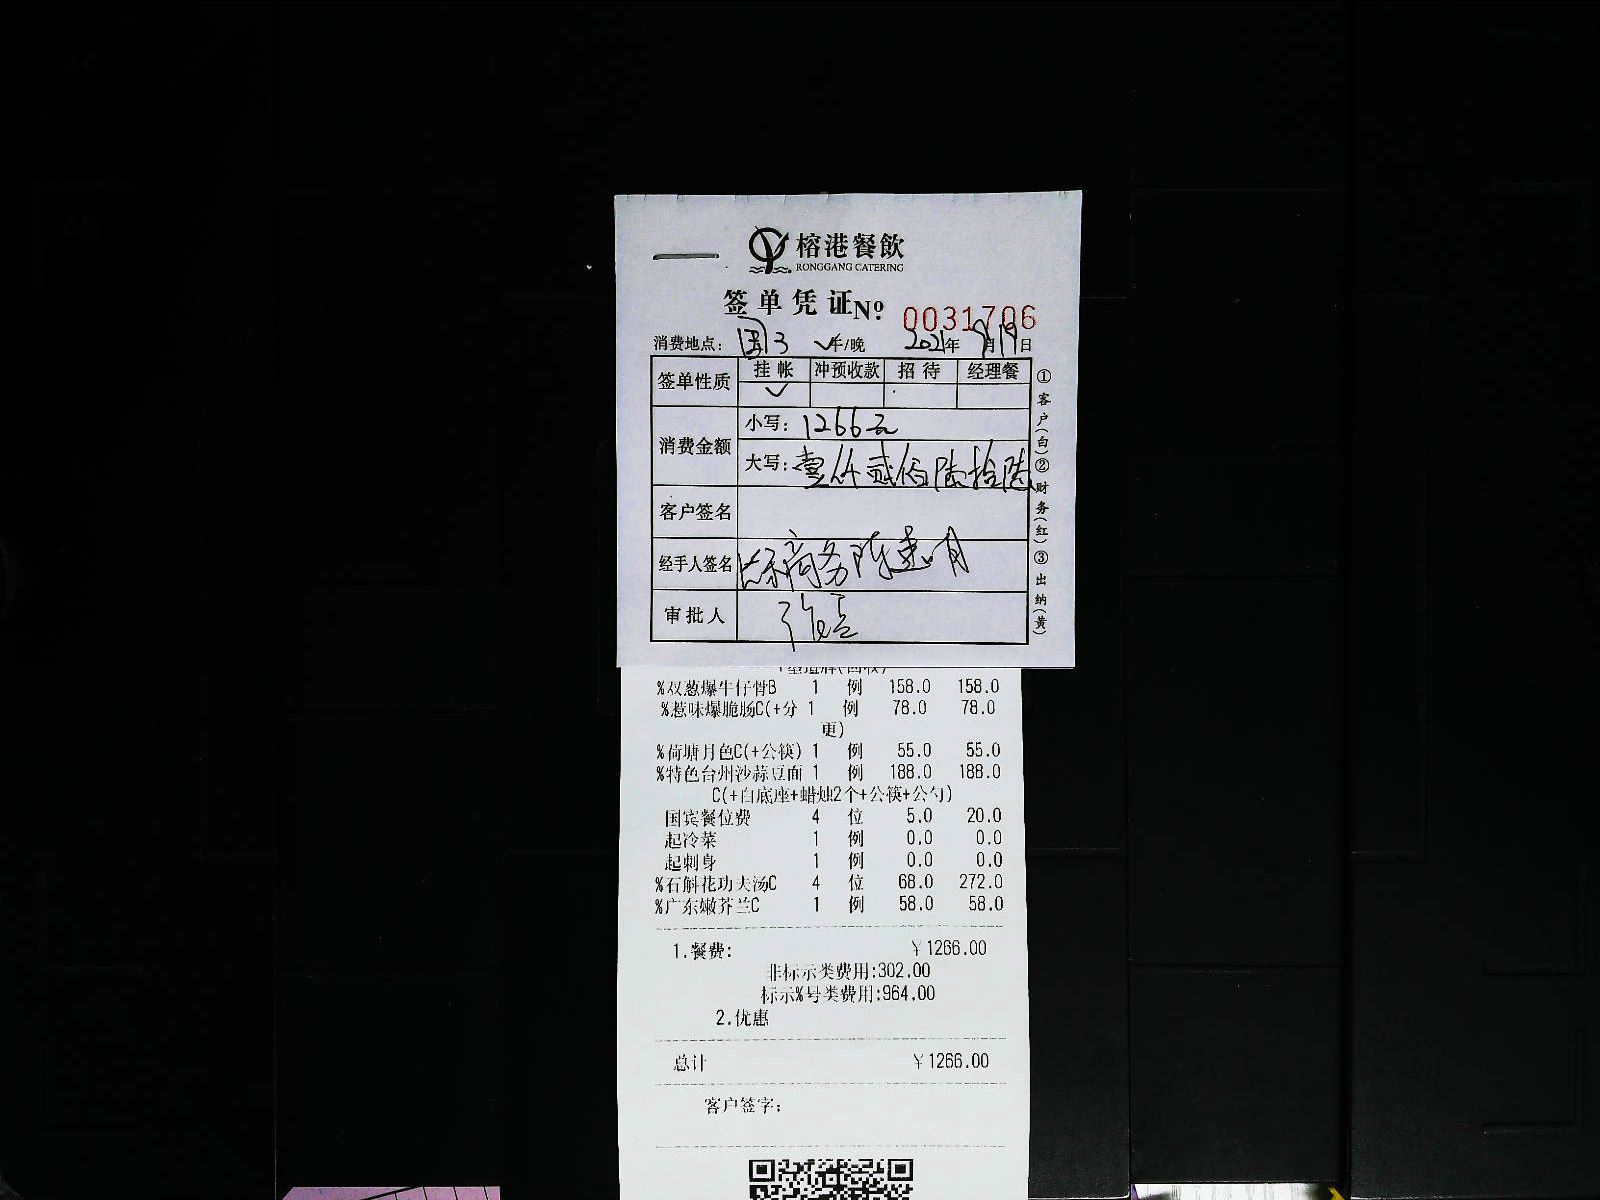 榕港餐飲
RONGGANG CATERING
签单凭证 Nº 0031706
消费地点: 国3 午/晚 2021年9月19日
签单性质 挂帐 冲预收款 招待 经理餐
消费金额 小写: 1266元
大写: 壹仟贰佰陆拾陆
客户签名
经手人签名 商务陈建明
审批人
①客户(白)②财务(红)③出纳(黄)
%双葱爆牛仔骨B 1 例 158.0 158.0
%惹味爆脆肠C(+分 1 例 78.0 78.0
更)
%荷塘月色C(+公筷) 1 例 55.0 55.0
%特色台州沙蒜豆面 1 例 188.0 188.0
C(+白底座+蜡烛2个+公筷+公勺)
国宾餐位费 4 位 5.0 20.0
起冷菜 1 例 0.0 0.0
起刺身 1 例 0.0 0.0
%石斛花功夫汤C 4 位 68.0 272.0
%广东嫩芥兰C 1 例 58.0 58.0
1.餐费: ¥1266.00
非标示类费用:302.00
标示%号类费用:964.00
2.优惠
总计 ¥1266.00
客户签字: